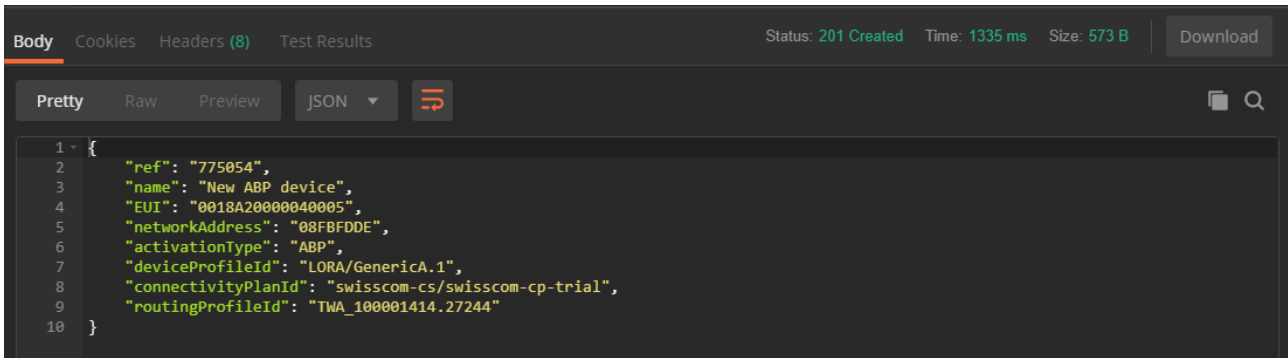 Body Cookies Headers (8) Test Results Status: 201 Created Time: 1335 ms Size: 573 B Download
Pretty Raw Preview JSON
1 {
2 "ref": "775054",
3 "name": "New ABP device",
4 "EUI": "0018A20000040005",
5 "networkAddress": "08FBFDDE",
6 "activationType": "ABP",
7 "deviceProfileId": "LORA/GenericA.1",
8 "connectivityPlanId": "swisscom-cs/swisscom-cp-trial",
9 "routingProfileId": "TWA_100001414.27244"
10 }